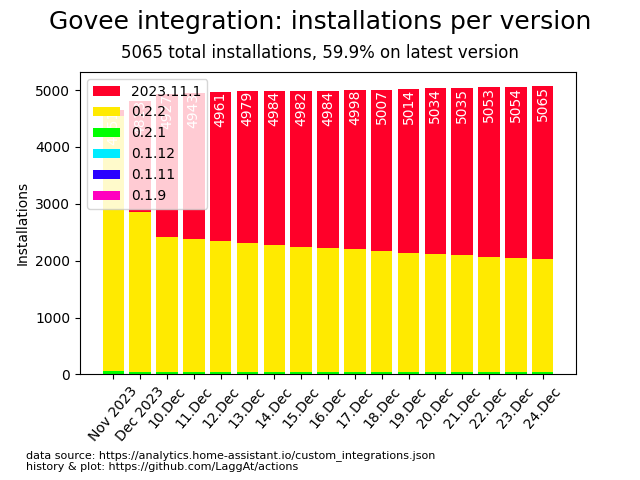 Govee integration: installations per version
5065 total installations, 59.9% on latest version
Installations
5000
4000
3000
2000
1000
0
2023.11.1
0.2.2
0.2.1
0.1.12
0.1.11
0.1.9
4927
4943
4961
4979
4984
4982
4984
4998
5007
5014
5034
5035
5053
5054
5065
Nov 2023
Dec 2023
10.Dec
11.Dec
12.Dec
13.Dec
14.Dec
15.Dec
16.Dec
17.Dec
18.Dec
19.Dec
20.Dec
21.Dec
22.Dec
23.Dec
24.Dec
data source: https://analytics.home-assistant.io/custom_integrations.json
history & plot: https://github.com/LaggAt/actions